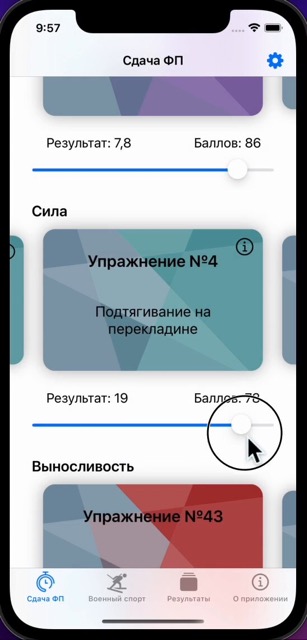 9:57
Сдача ФП
Результат: 7,8 Баллов: 86
Сила
Упражнение №4
Подтягивание на
перекладине
Результат: 19 Баллов: 78
Выносливость
Упражнение №43
Сдача ФП Военный спорт Результаты О приложении